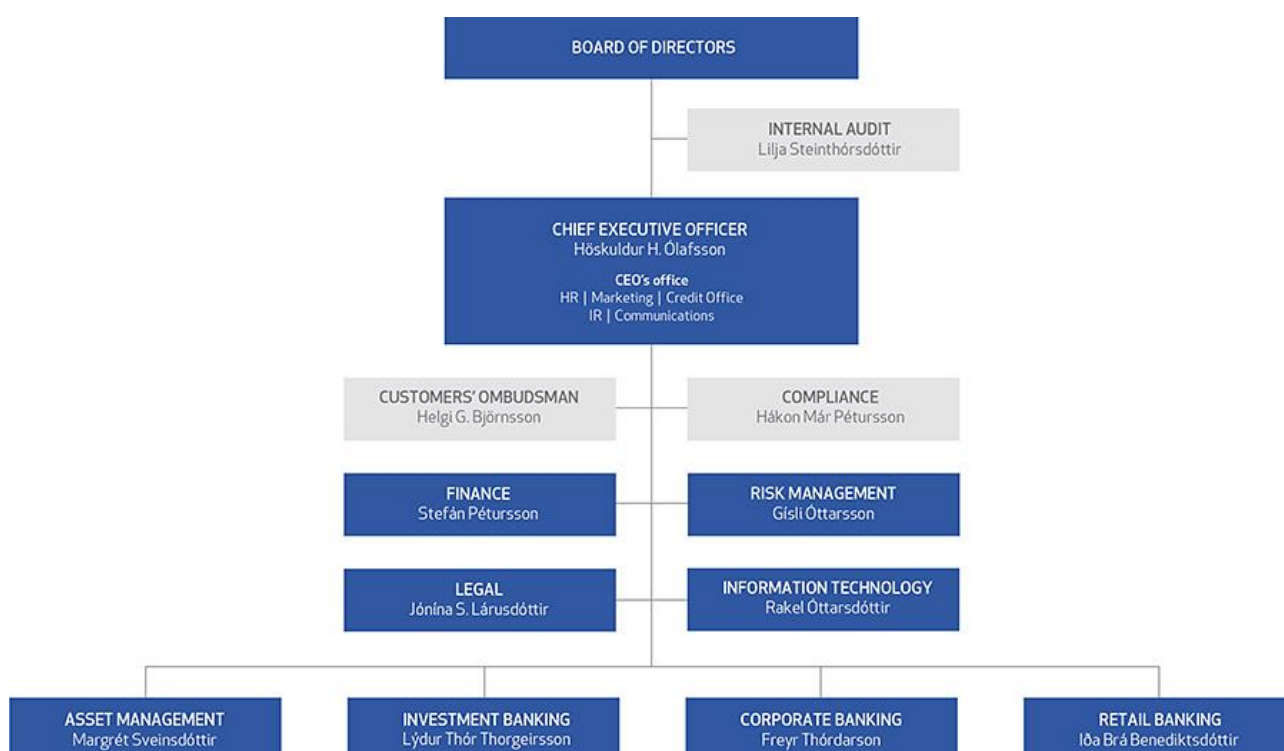 BOARD OF DIRECTORS
INTERNAL AUDIT
Lilja Steinthórsdóttir
CHIEF EXECUTIVE OFFICER
Höskuldur H. Ólafsson
CEO's office
HR | Marketing | Credit Office
IR | Communications
CUSTOMERS' OMBUDSMAN
Helgi G. Björnsson
COMPLIANCE
Hákon Már Pétursson
FINANCE
Stefán Pétursson
RISK MANAGEMENT
Gísli Óttarsson
LEGAL
Jónína S. Lárusdóttir
INFORMATION TECHNOLOGY
Rakel Óttarsdóttir
ASSET MANAGEMENT
Margrét Sveinsdóttir
INVESTMENT BANKING
Lýdur Thór Thorgeirsson
CORPORATE BANKING
Freyr Thórdarson
RETAIL BANKING
Iða Brá Benediktsdóttir